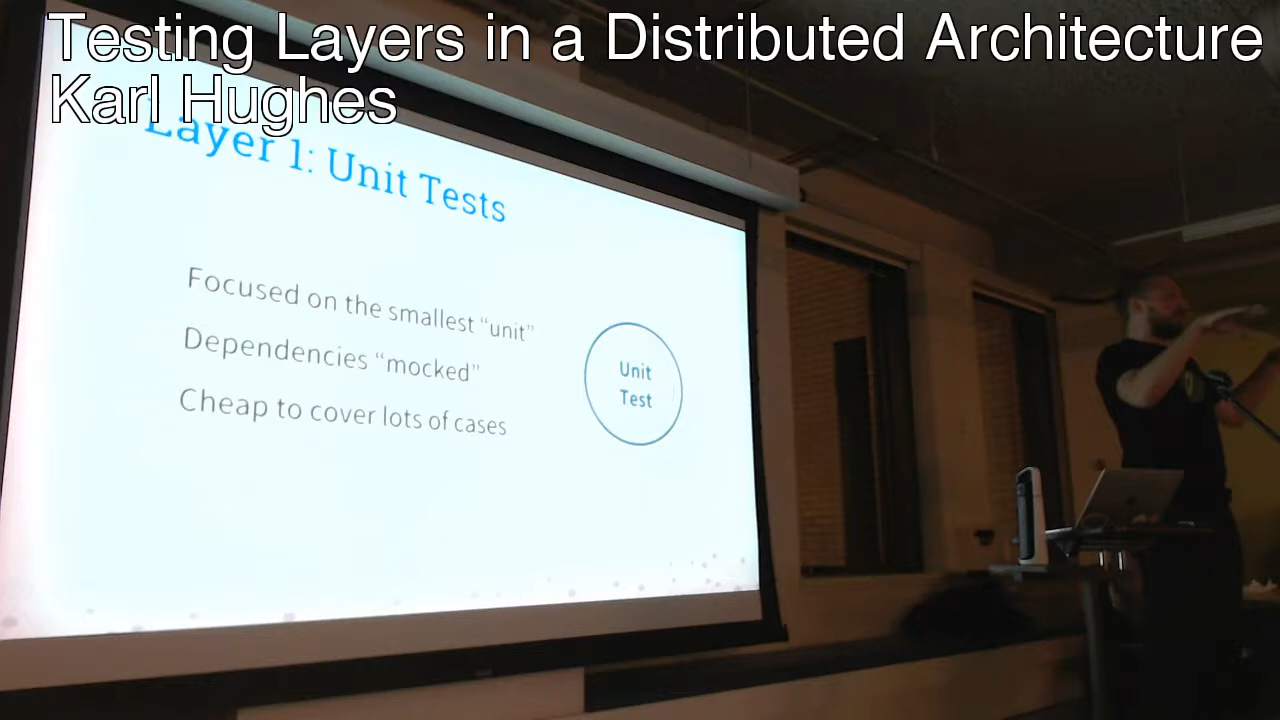 Testing Layers in a Distributed Architecture
Karl Hughes
Layer 1: Unit Tests
Focused on the smallest “unit”
Dependencies “mocked”
Cheap to cover lots of cases
Unit
Test